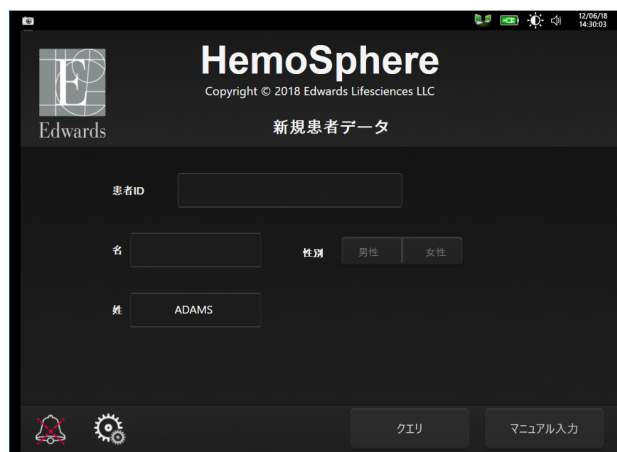 12/06/18
14:30:03
HemoSphere
Copyright © 2018 Edwards Lifesciences LLC
E
Edwards
新規患者データ
患者ID
名
性別
男性
女性
姓
ADAMS
クエリ
マニュアル入力